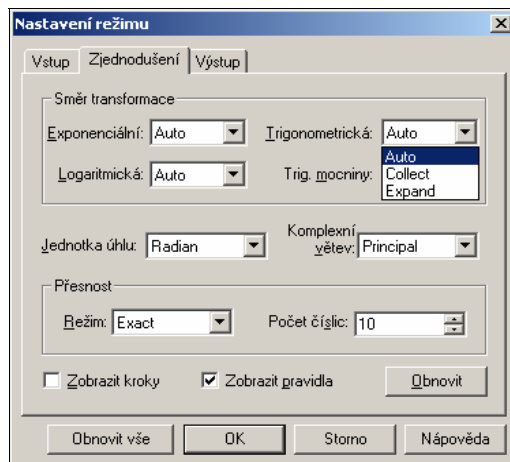 Nastavení režimu
Vstup Zjednodušení Výstup
Směr transformace
Exponenciální: Auto Trigonometrická: Auto
Auto
Logaritmická: Auto Trig. mocniny: Collect
Expand
Jednotka úhlu: Radian Komplexní větev: Principal
Přesnost
Režim: Exact Počet číslic: 10
Zobrazit kroky Zobrazit pravidla Obnovit
Obnovit vše OK Storno Nápověda